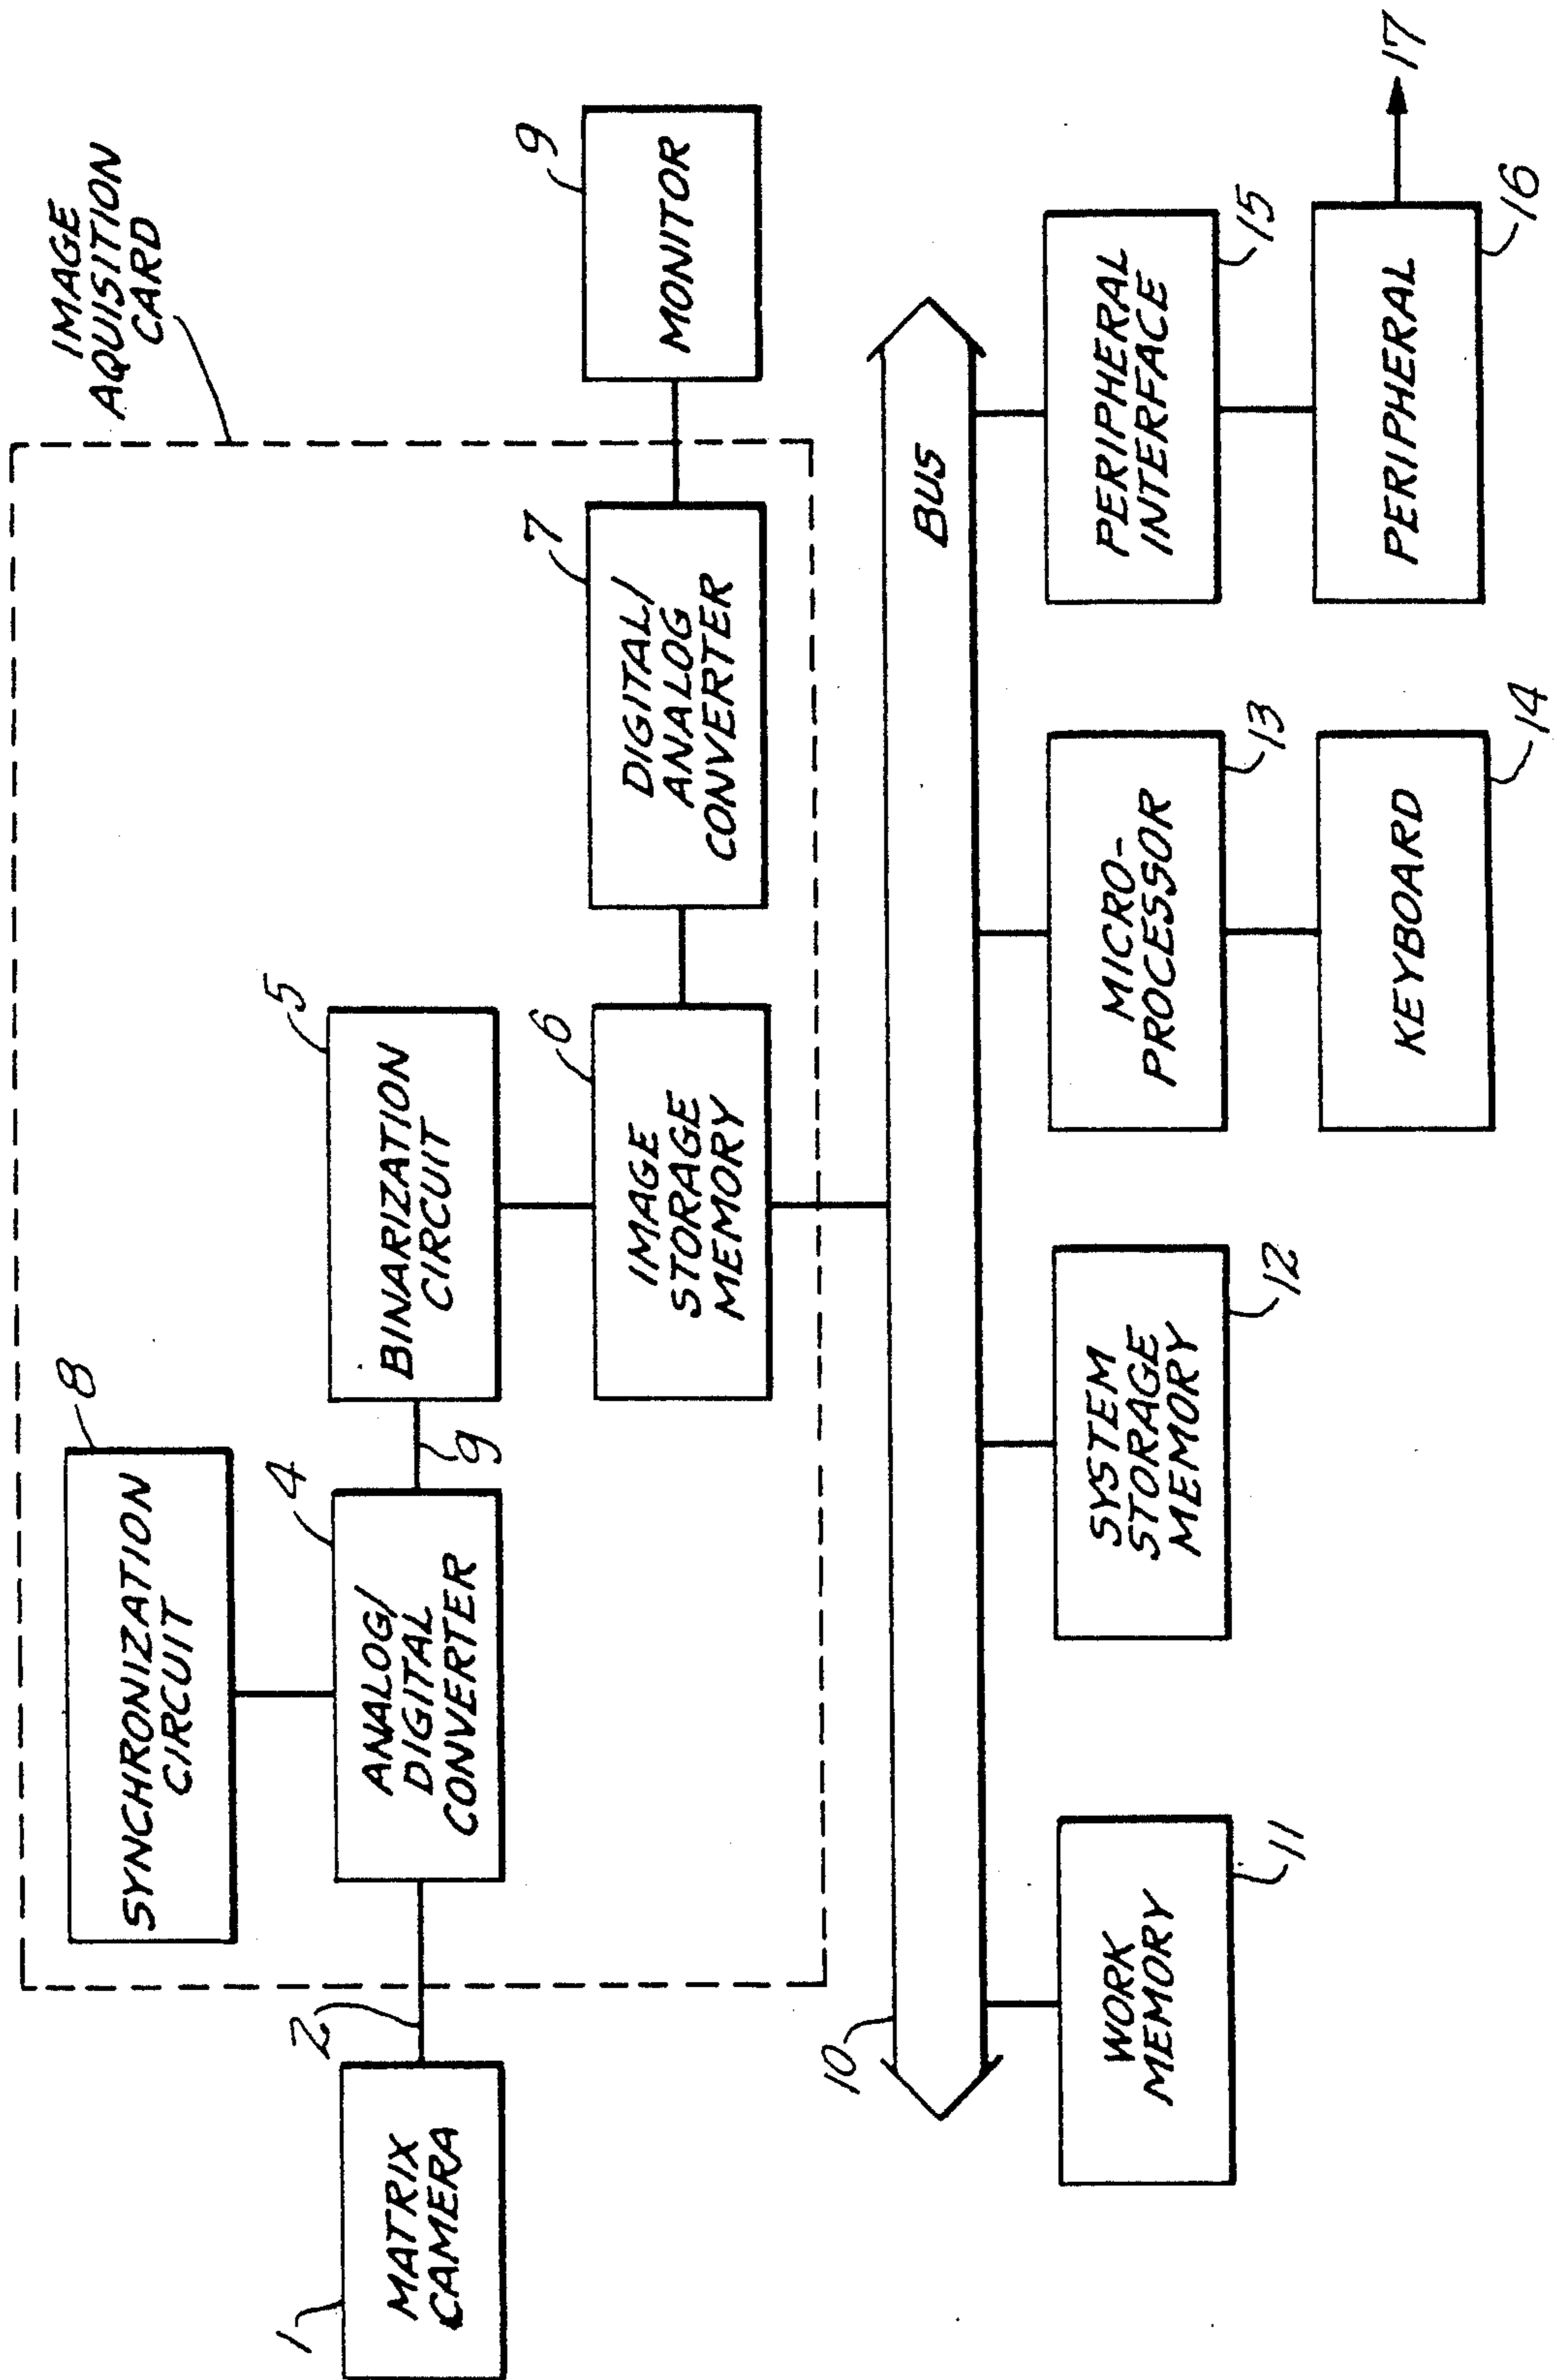 IMAGE
AQUISITION
CARD
8
SYNCHRONIZATION
CIRCUIT
1
MATRIX
CAMERA
2
4
ANALOG/
DIGITAL
CONVERTER
9
5
BINARIZATION
CIRCUIT
6
IMAGE
STORAGE
MEMORY
7
DIGITAL/
ANALOG
CONVERTER
9
MONITOR
10
BUS
WORK
MEMORY
11
SYSTEM
STORAGE
MEMORY
12
MICRO-
PROCESSOR
13
KEYBOARD
14
PERIPHERAL
INTERFACE
15
PERIPHERAL
16
17